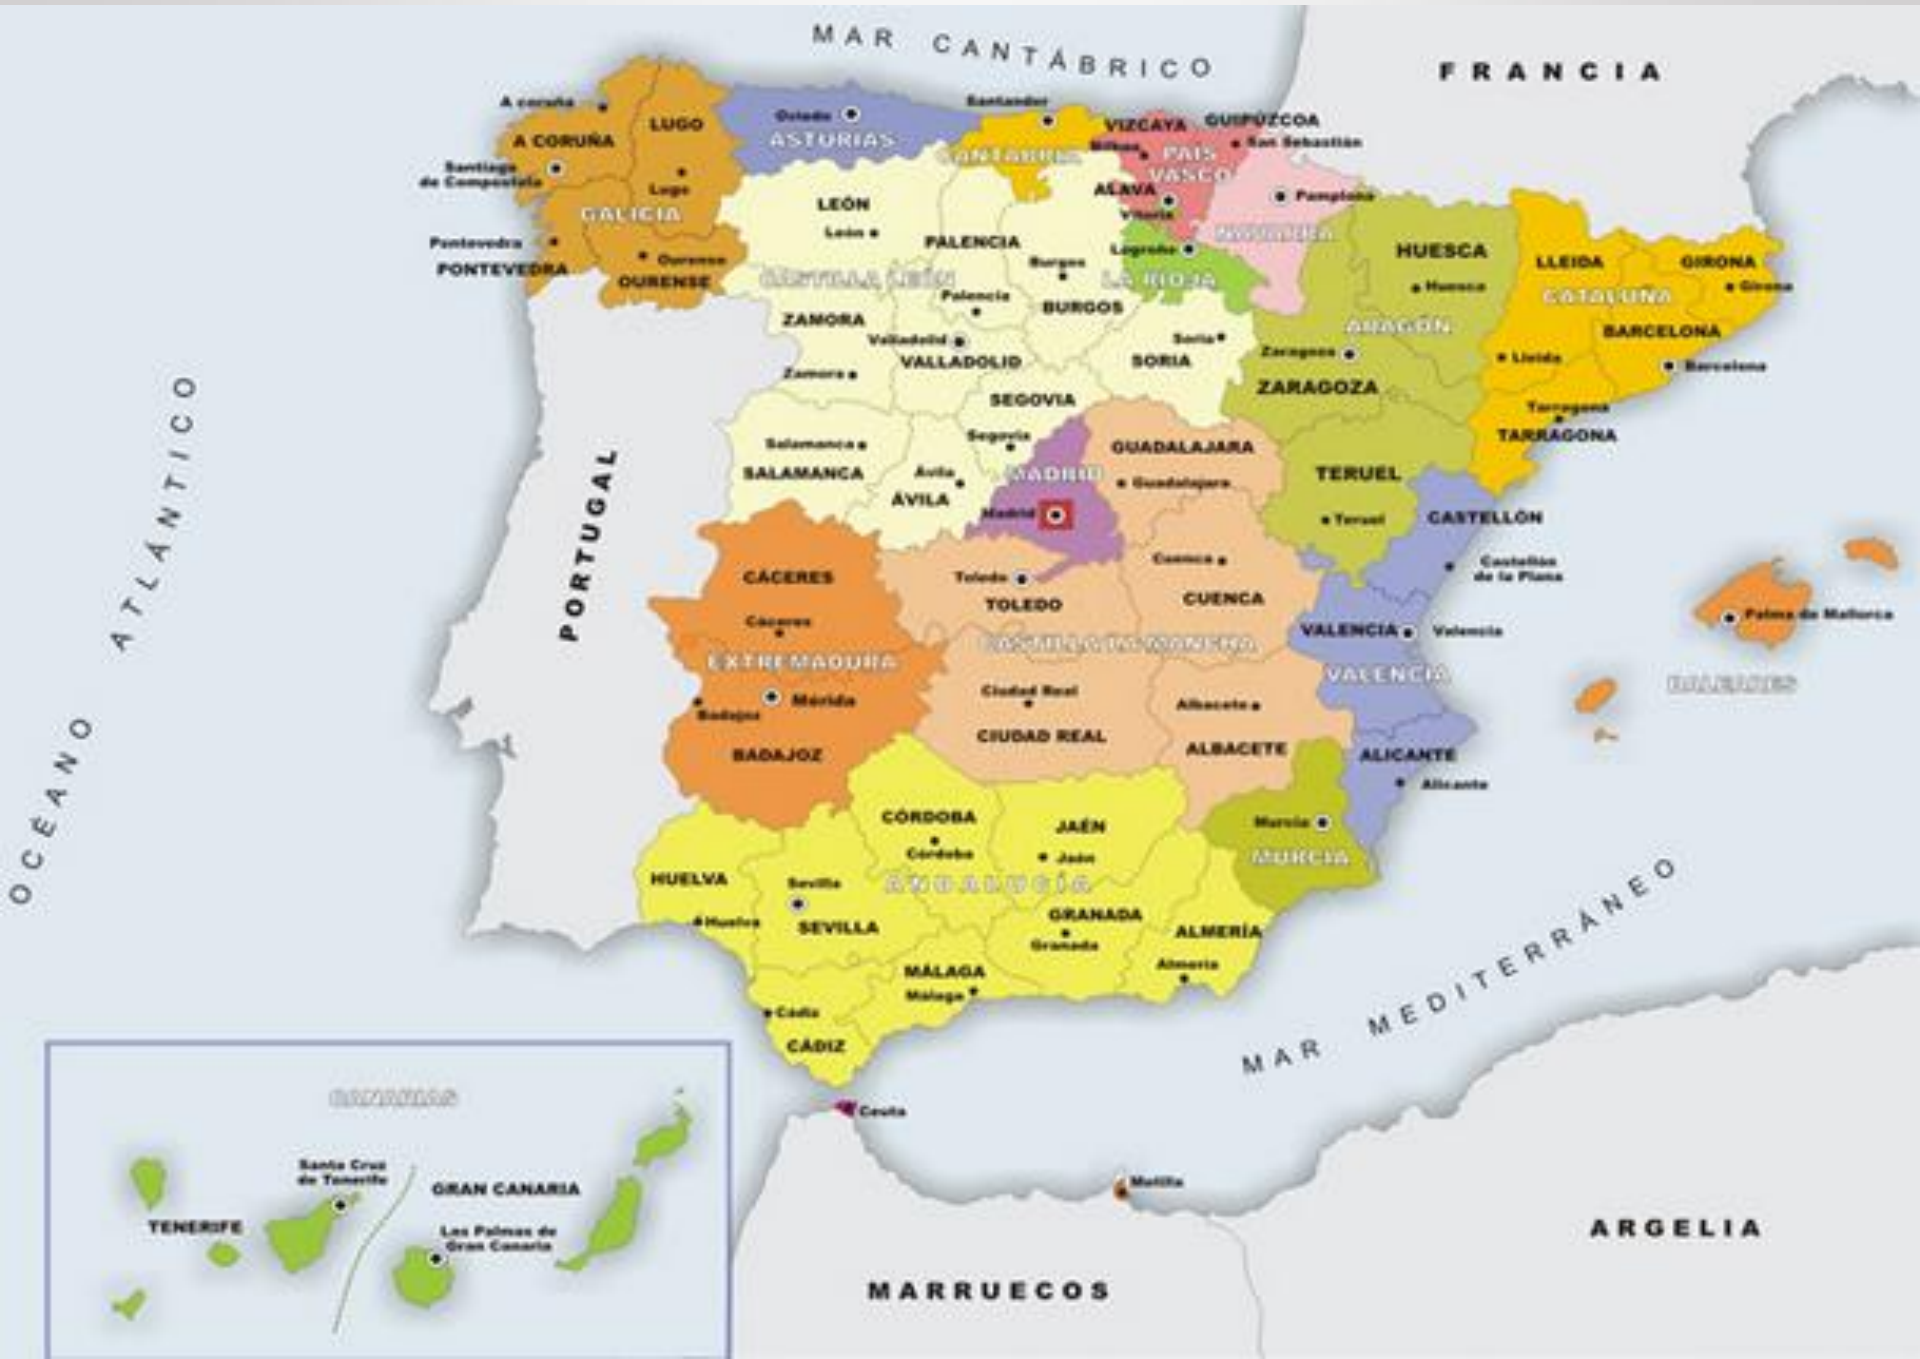 MAR CANTÁBRICO
FRANCIA
A coruña
A CORUÑA
LUGO
Lugo
Santiago
de Compostela
GALICIA
Pontevedra
PONTEVEDRA
Ourense
OURENSE
Oviedo
ASTURIAS
Santander
CANTABRIA
VIZCAYA
GUIPÚZCOA
Bilbao
San Sebastián
PAIS
VASCO
ALAVA
Vitoria
Pamplona
NAVARRA
Logroño
LA RIOJA
LEÓN
León
PALENCIA
Burgos
CASTILLA LEÓN
Palencia
BURGOS
ZAMORA
Valladolid
VALLADOLID
Zamora
Soria
SORIA
SEGOVIA
Segovia
Salamanca
SALAMANCA
Ávila
ÁVILA
HUESCA
Huesca
ARAGÓN
Zaragoza
ZARAGOZA
TERUEL
Teruel
LLEIDA
GIRONA
Girona
CATALUÑA
BARCELONA
Lleida
Barcelona
Tarragona
TARRAGONA
MADRID
Madrid
GUADALAJARA
Guadalajara
Cuenca
CUENCA
Toledo
TOLEDO
CASTILLA LA MANCHA
Ciudad Real
CIUDAD REAL
Albacete
ALBACETE
CÁCERES
Cáceres
EXTREMADURA
Mérida
Badajoz
BADAJOZ
CASTELLÓN
Castellón
de la Plana
VALENCIA
Valencia
VALENCIA
ALICANTE
Alicante
Palma de Mallorca
BALEARES
Murcia
MURCIA
CÓRDOBA
Córdoba
JAÉN
Jaén
ANDALUCÍA
HUELVA
Huelva
Sevilla
SEVILLA
GRANADA
Granada
ALMERÍA
Almería
MÁLAGA
Málaga
Cádiz
CÁDIZ
Ceuta
Melilla
PORTUGAL
OCÉANO ATLÁNTICO
MAR MEDITERRÁNEO
CANARIAS
Santa Cruz
de Tenerife
TENERIFE
GRAN CANARIA
Las Palmas de
Gran Canaria
MARRUECOS
ARGELIA